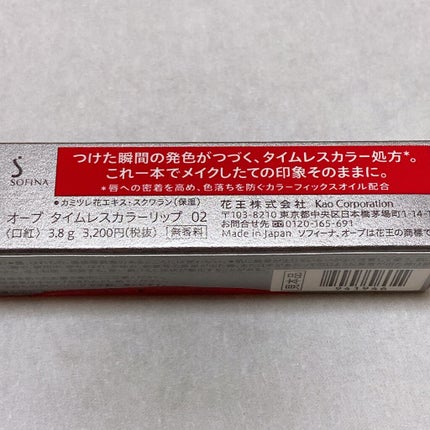 S
SOFINA
つけた瞬間の発色がつづく、タイムレスカラー処方*。
これ一本でメイクしたての印象そのままに。
*唇への密着を高め、色落ちを防ぐカラーフィックスオイル配合
●カミツレ花エキス・スクワラン(保湿)
オーブ タイムレスカラーリップ 02
〈口紅〉3.8g 3,200円(税抜) 無香料
花王株式会社 Kao Corporation
〒103-8210 東京都中央区日本橋茅場町1-14-1
お問合せ先 0120-165-691
Made in Japan ソフィーナ、オーブは花王の商標で
見本品